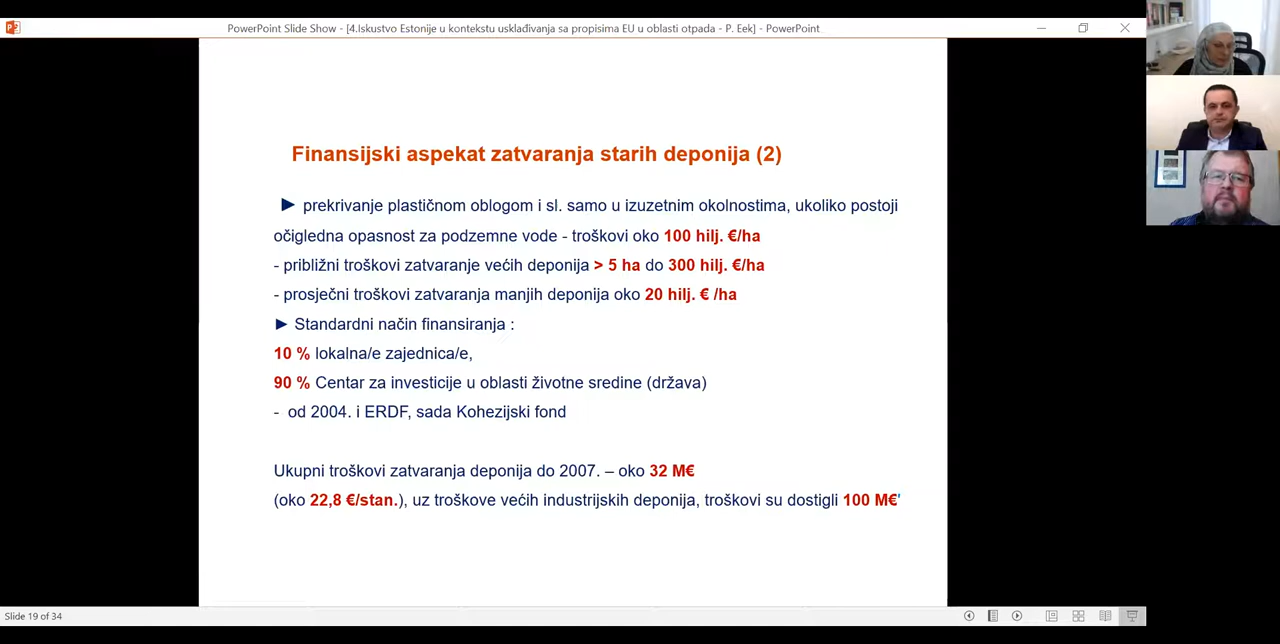 PowerPoint Slide Show - [4.Iskustvo Estonije u kontekstu usklađivanja sa propisima EU u oblasti otpada - P. Eek] - PowerPoint
Finansijski aspekat zatvaranja starih deponija (2)
► prekrivanje plastičnom oblogom i sl. samo u izuzetnim okolnostima, ukoliko postoji
očigledna opasnost za podzemne vode - troškovi oko 100 hilj. €/ha
- približni troškovi zatvaranje većih deponija > 5 ha do 300 hilj. €/ha
- prosječni troškovi zatvaranja manjih deponija oko 20 hilj. € /ha
► Standardni način finansiranja :
10 % lokalna/e zajednica/e,
90 % Centar za investicije u oblasti životne sredine (država)
- od 2004. i ERDF, sada Kohezijski fond
Ukupni troškovi zatvaranja deponija do 2007. – oko 32 M€
(oko 22,8 €/stan.), uz troškove većih industrijskih deponija, troškovi su dostigli 100 M€'
Slide 19 of 34